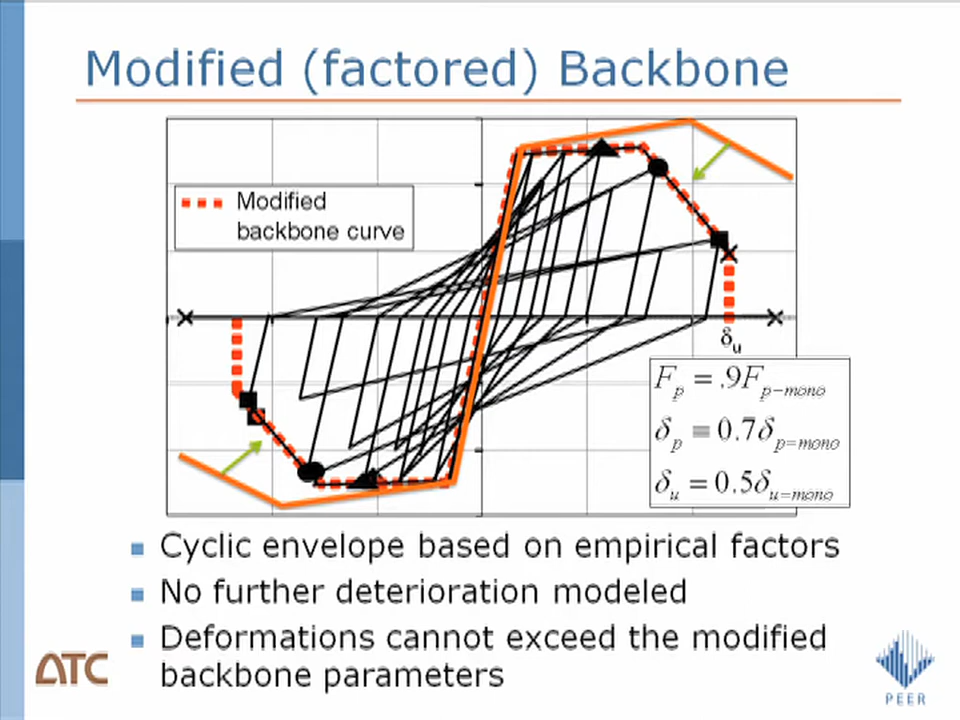 Modified (factored) Backbone
Modified
backbone curve
δu
Fp = .9Fp-mono
δp = 0.7δp=mono
δu = 0.5δu=mono
Cyclic envelope based on empirical factors
No further deterioration modeled
Deformations cannot exceed the modified
backbone parameters
ATC
PEER